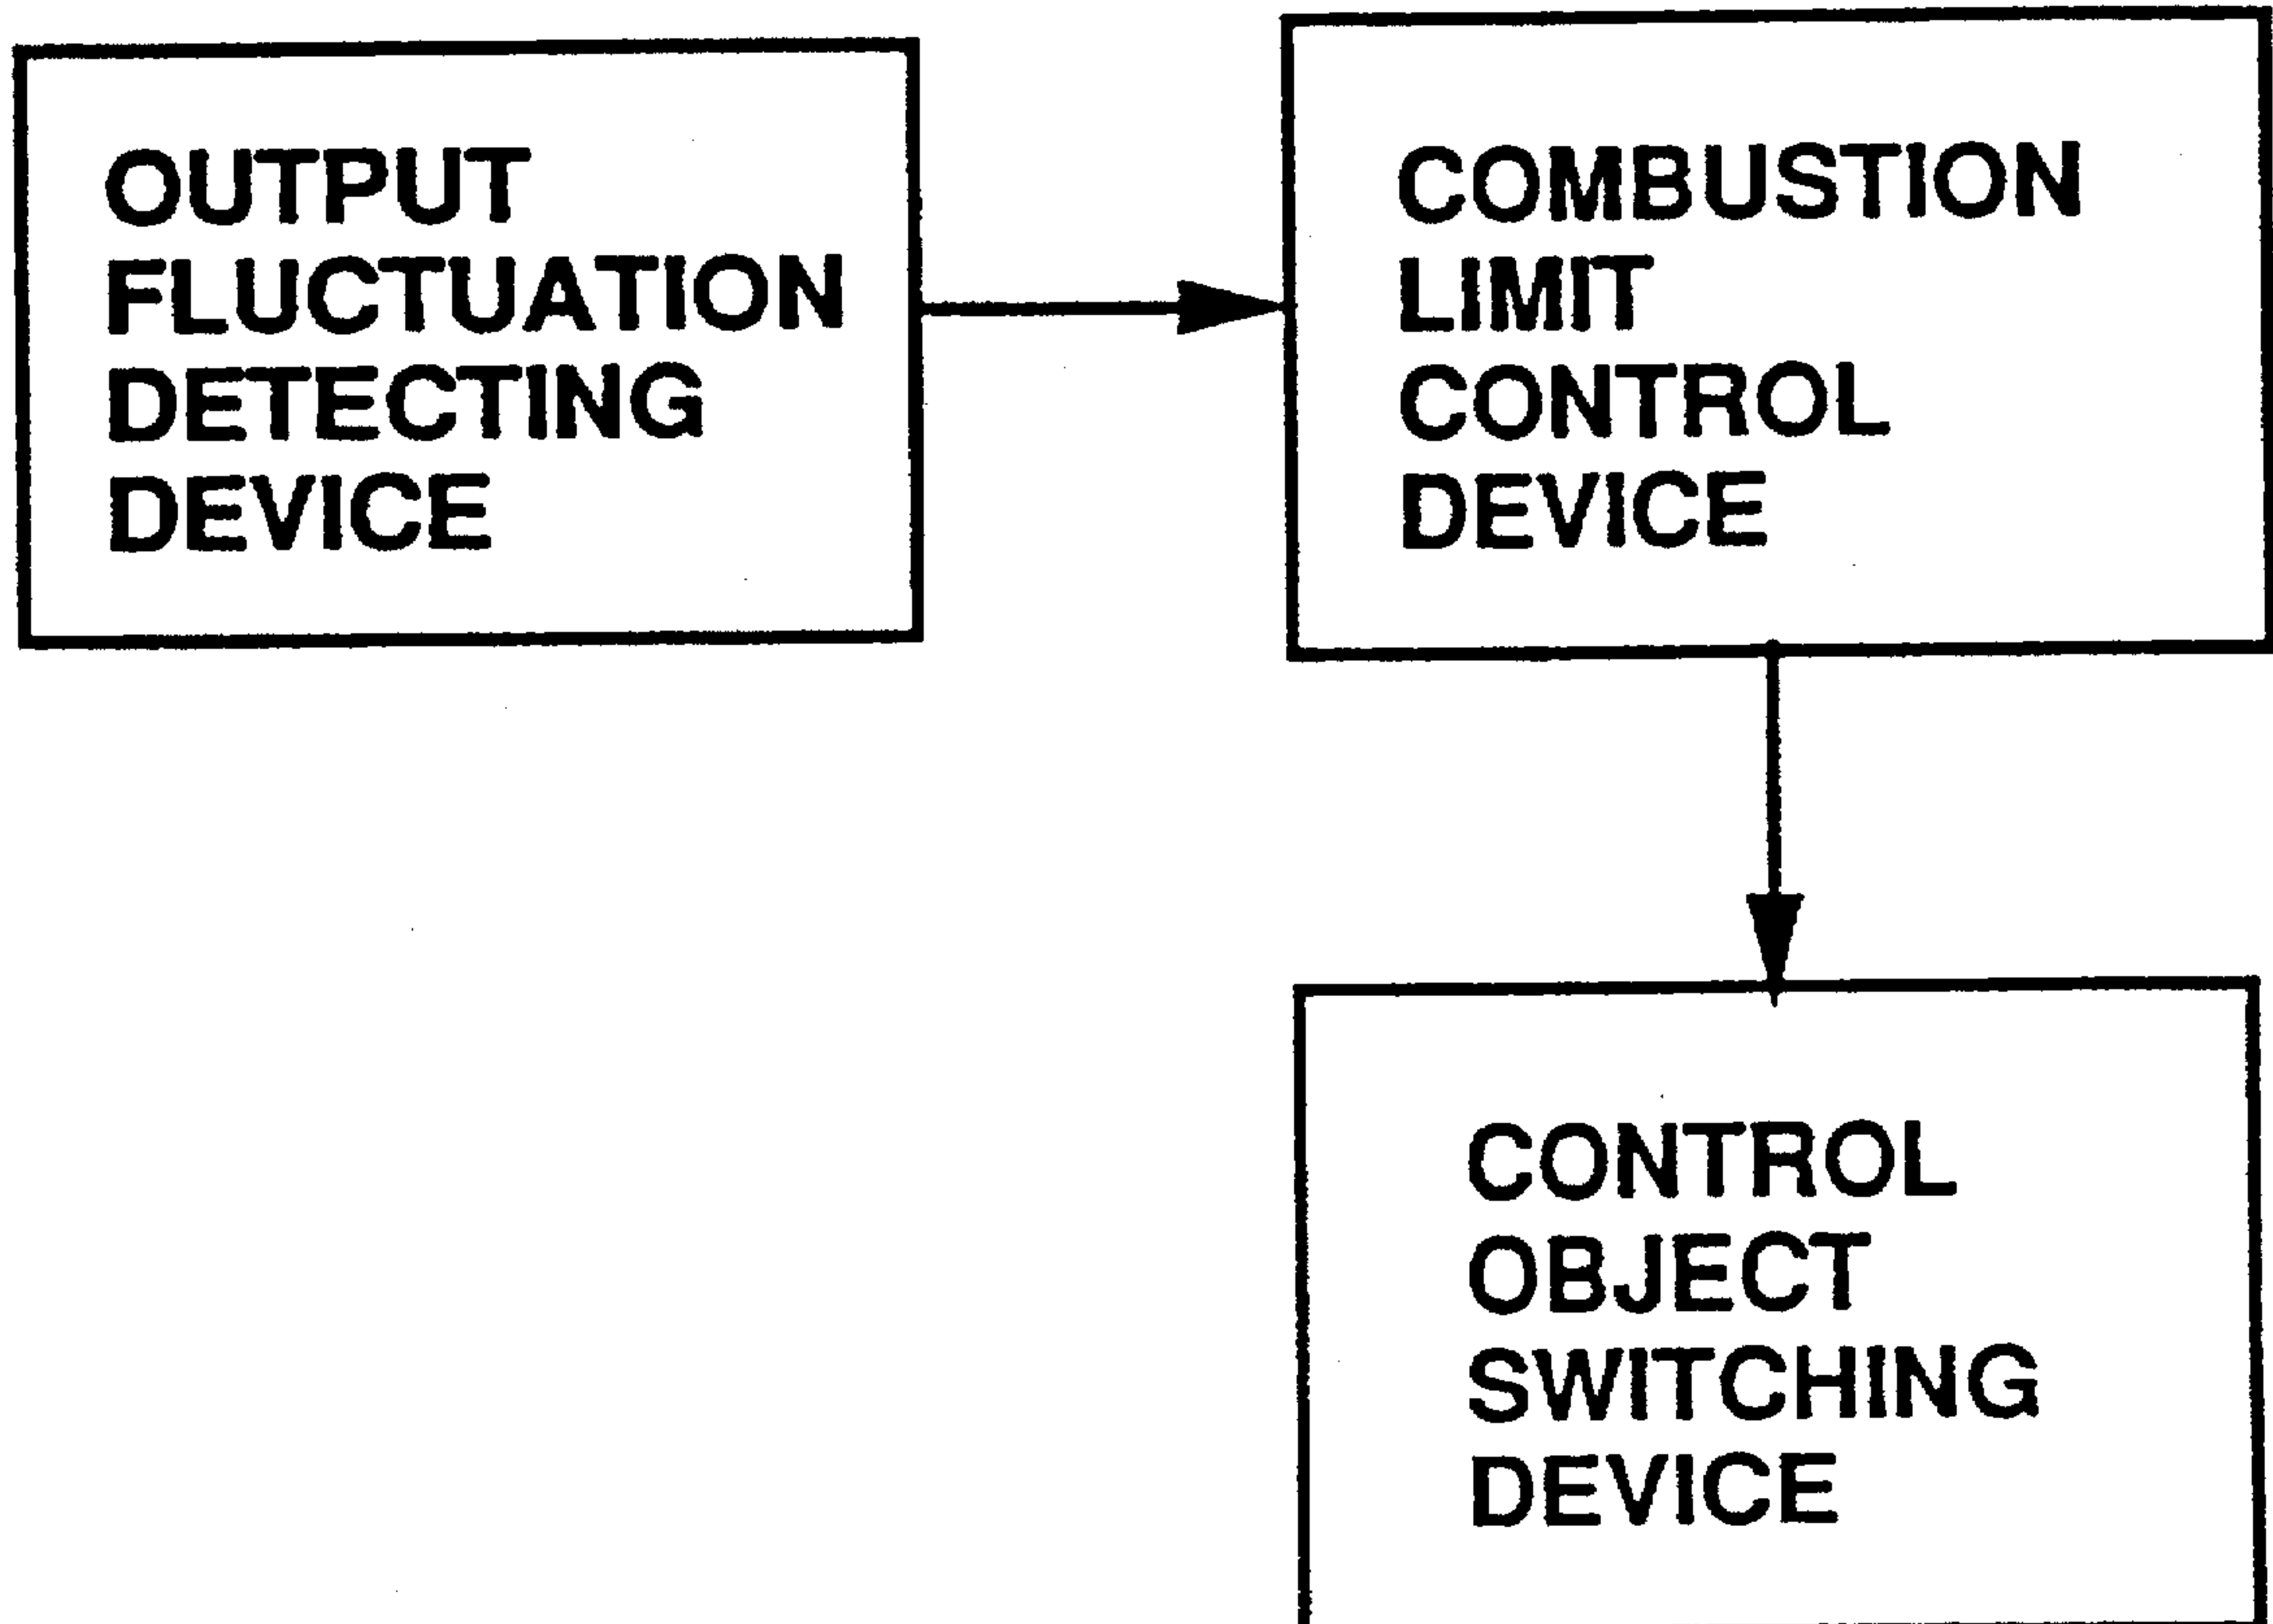 OUTPUT
FLUCTUATION
DETECTING
DEVICE
COMBUSTION
LIMIT
CONTROL
DEVICE
CONTROL
OBJECT
SWITCHING
DEVICE